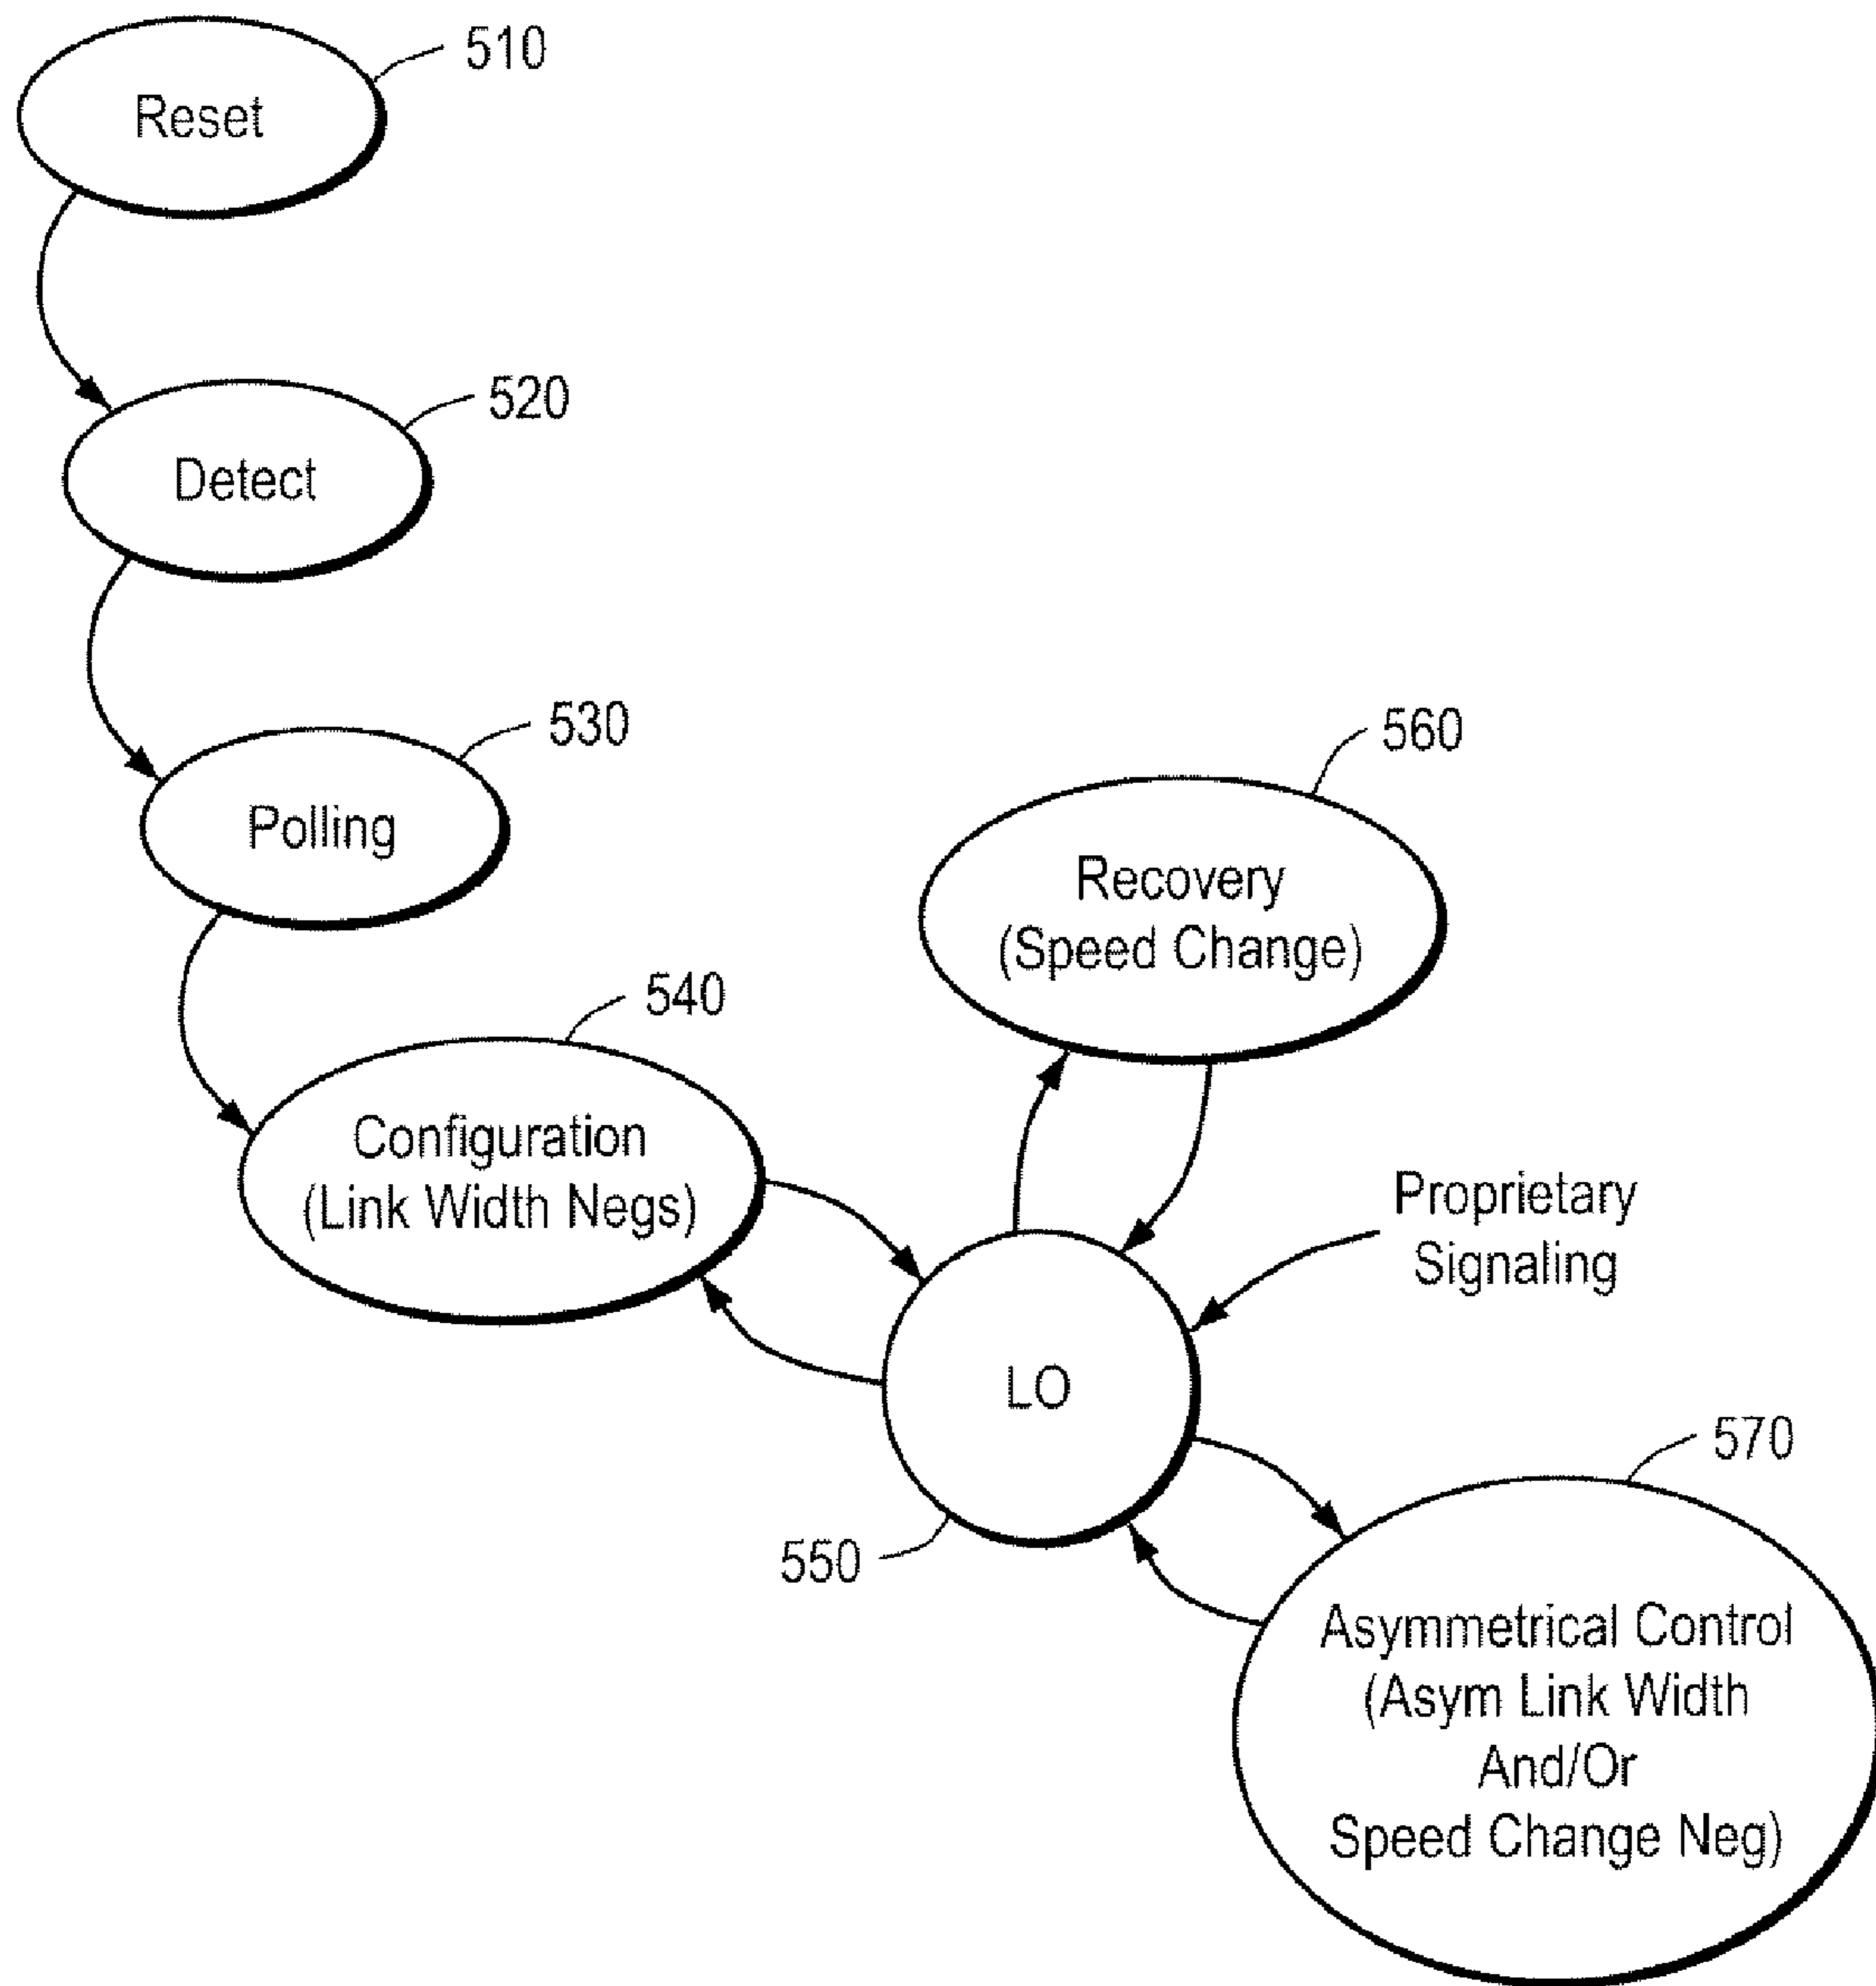 510
Reset
520
Detect
530
Polling
560
Recovery
(Speed Change)
540
Configuration
(Link Width Negs)
Proprietary
Signaling
LO
550
570
Asymmetrical Control
(Asym Link Width
And/Or
Speed Change Neg)